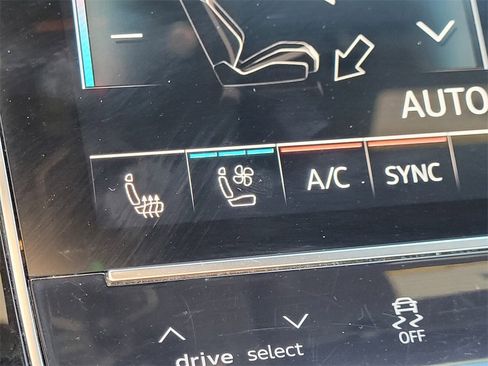 AUTO
A/C SYNC
drive select
OFF